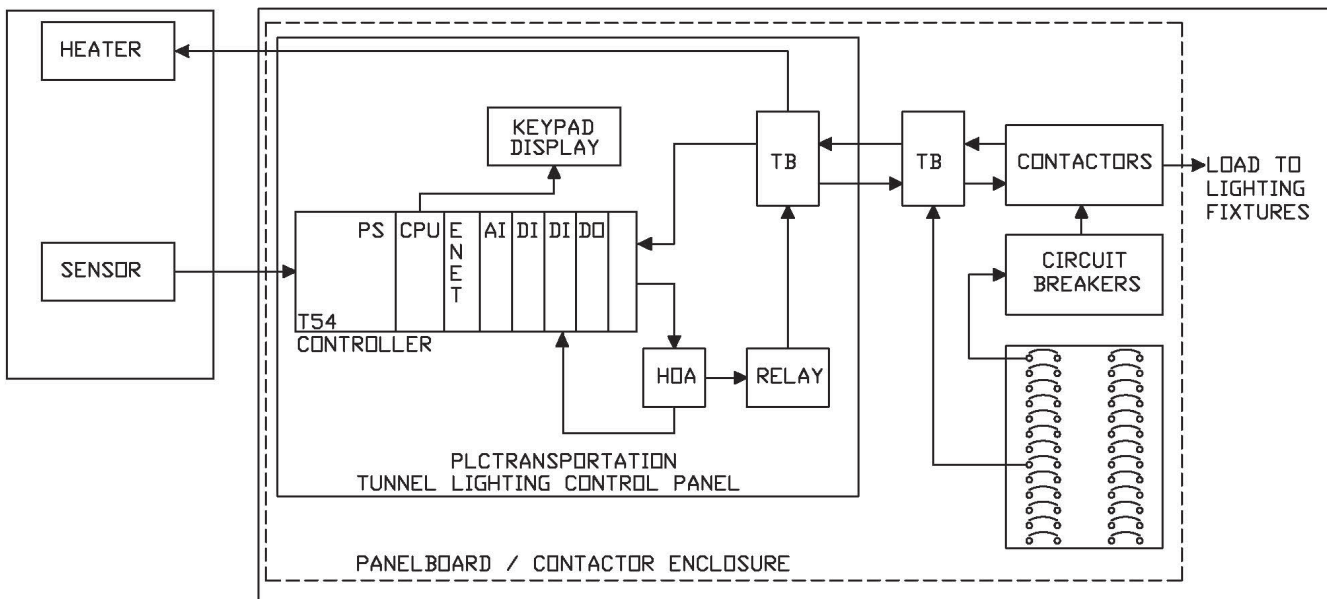 HEATER
KEYPAD
DISPLAY
TB
TB
CONTACTORS
LOAD TO
LIGHTING
FIXTURES
PS
CPU
E
N
E
T
AI
DI
DI
DO
SENSOR
CIRCUIT
BREAKERS
T54
CONTROLLER
HOA
RELAY
PLCTRANSPORTATION
TUNNEL LIGHTING CONTROL PANEL
PANELBOARD / CONTACTOR ENCLOSURE